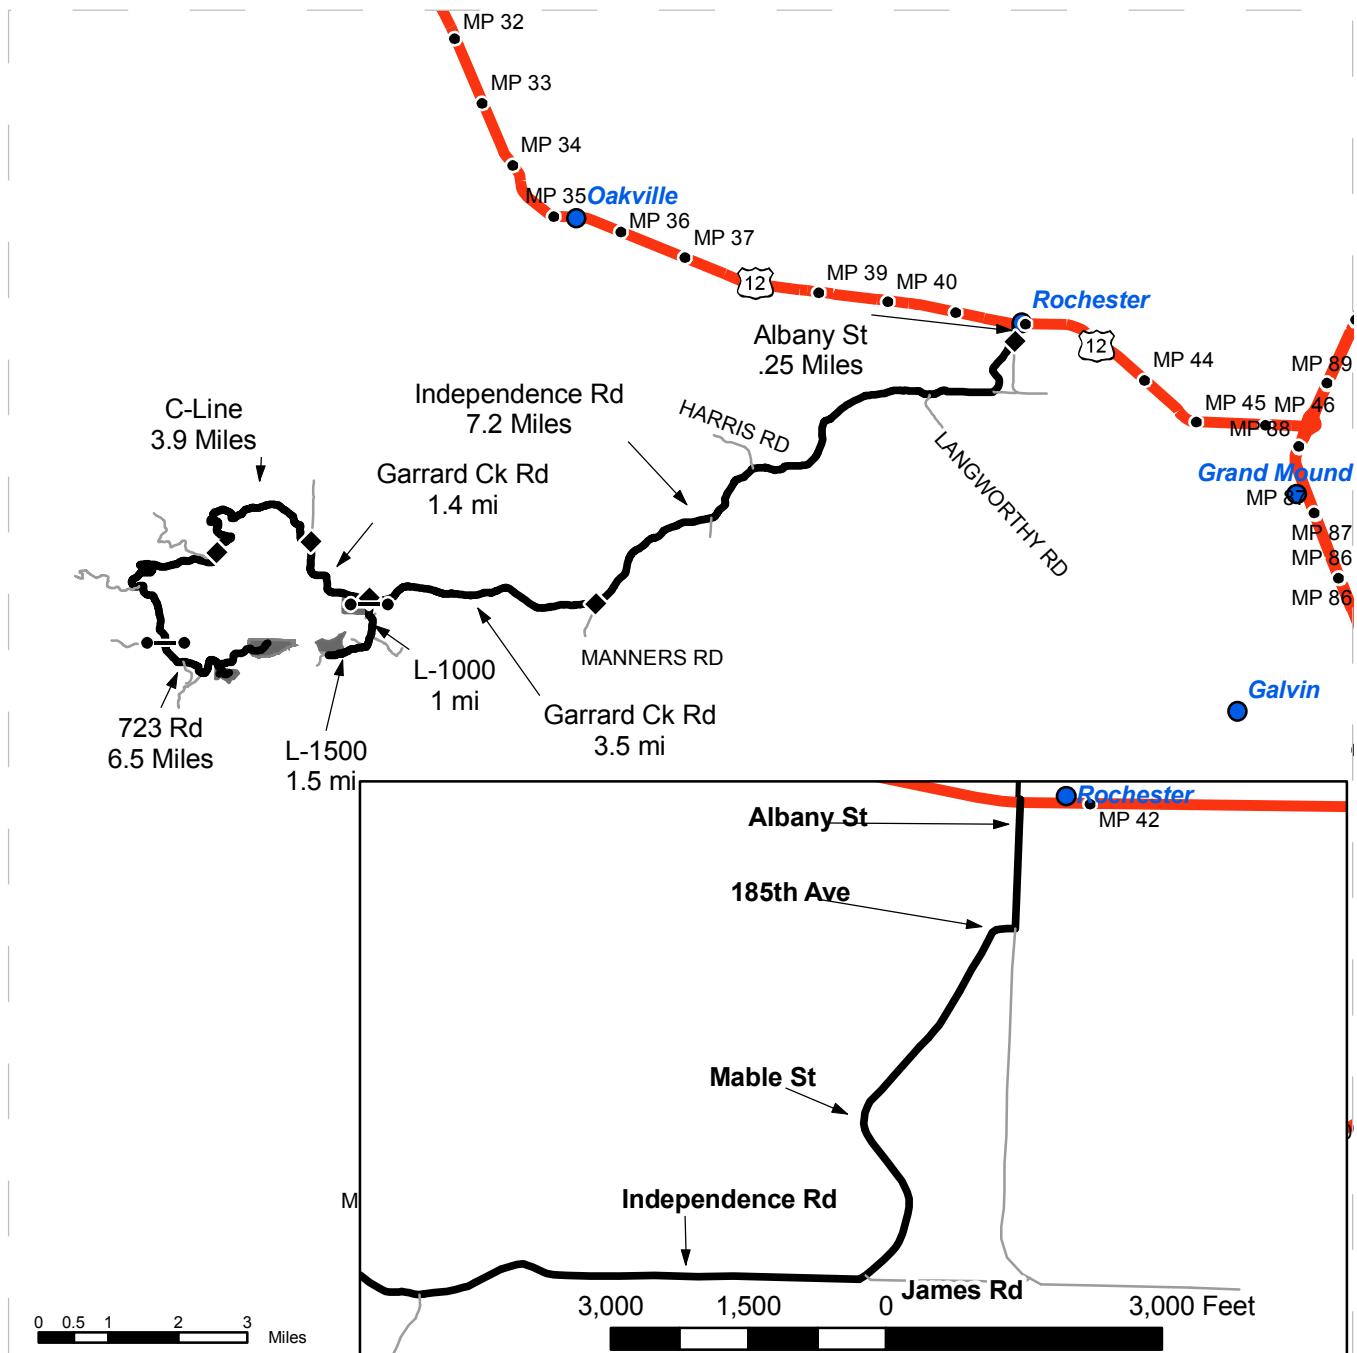 MP 32
MP 33
MP 34
MP 35
Oakville
MP 36
MP 37
12
MP 39
MP 40
Rochester
Albany St
.25 Miles
12
MP 44
MP 89
MP 45
MP 46
MP 88
Grand Mound
MP 87
MP 87
MP 86
MP 86
Independence Rd
7.2 Miles
HARRIS RD
LANGWORTHY RD
C-Line
3.9 Miles
Garrard Ck Rd
1.4 mi
MANNERS RD
L-1000
1 mi
Garrard Ck Rd
3.5 mi
723 Rd
6.5 Miles
L-1500
1.5 mi
Galvin
Rochester
Albany St
MP 42
185th Ave
Mable St
M
Independence Rd
James Rd
3,000 1,500 0 3,000 Feet
0 0.5 1 2 3 Miles